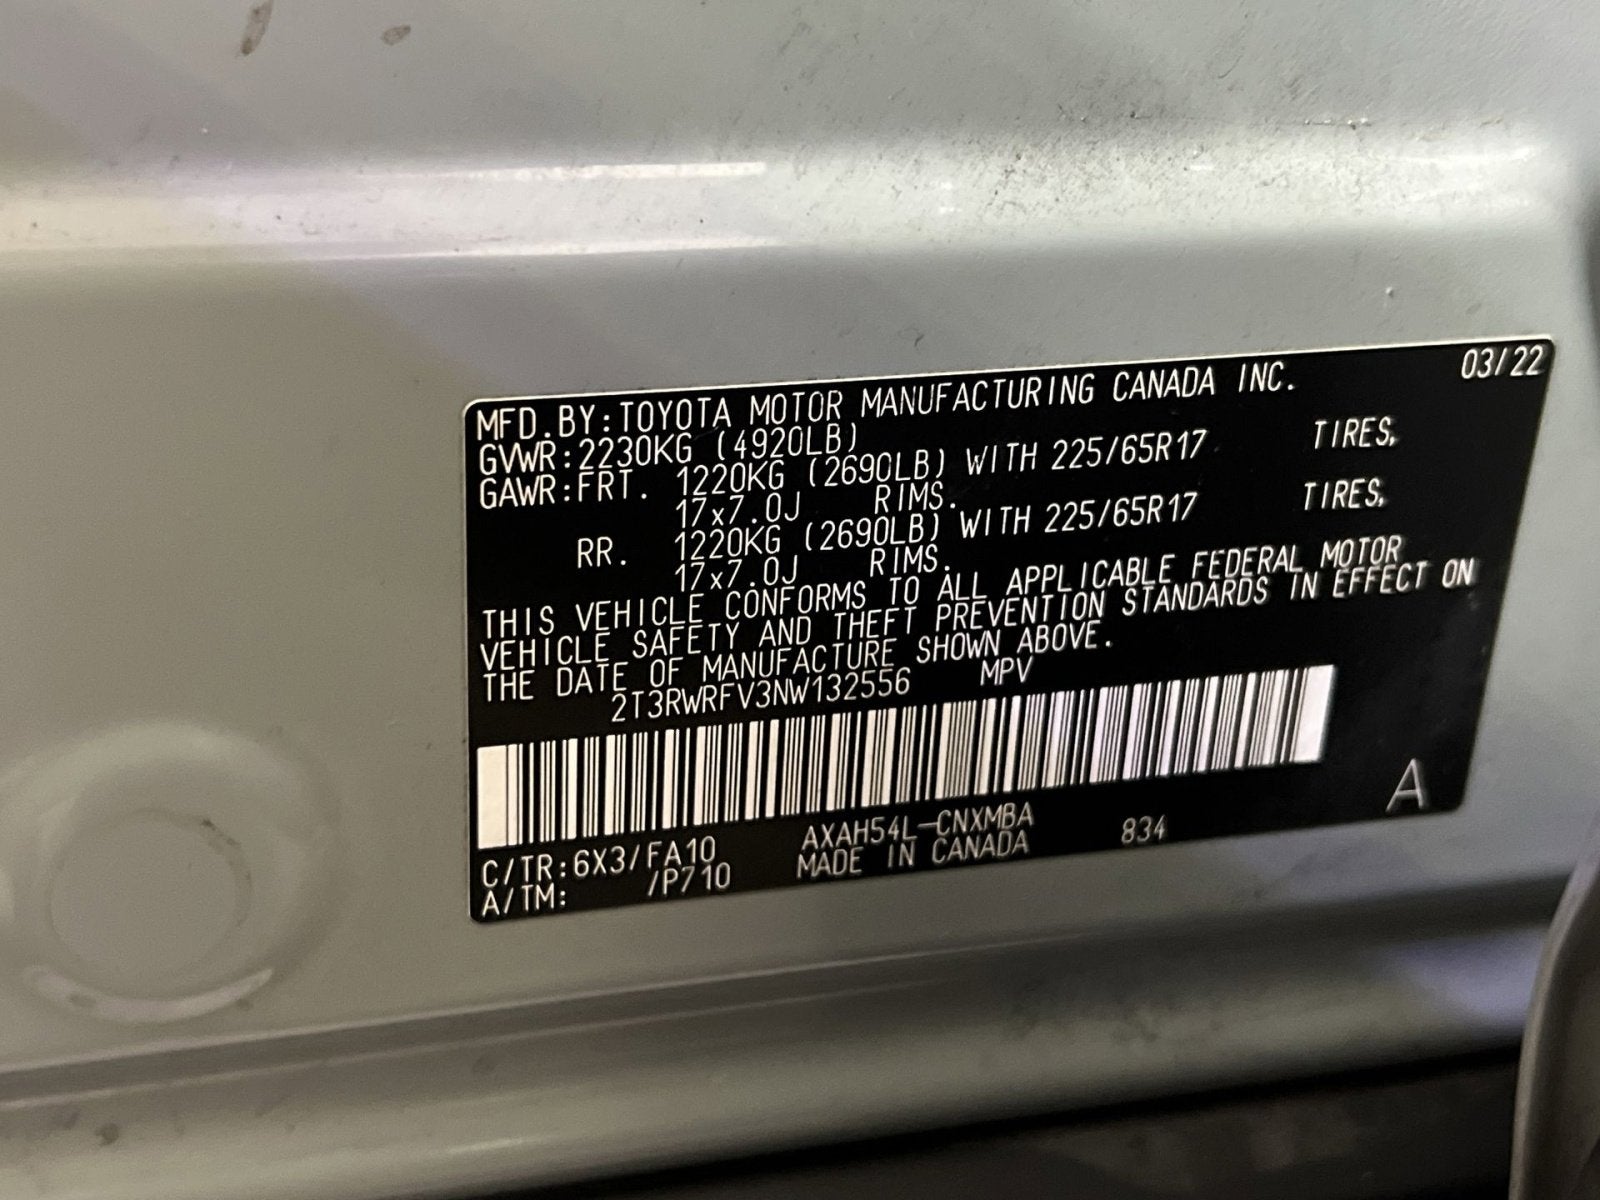 03/22
MFD.BY:TOYOTA MOTOR MANUFACTURING CANADA INC.
GVWR:2230KG (4920LB)
GAWR:FRT. 1220KG (2690LB) WITH 225/65R17 TIRES,
17x7.0J RIMS.
RR. 1220KG (2690LB) WITH 225/65R17 TIRES,
17x7.0J RIMS.
THIS VEHICLE CONFORMS TO ALL APPLICABLE FEDERAL MOTOR
VEHICLE SAFETY AND THEFT PREVENTION STANDARDS IN EFFECT ON
THE DATE OF MANUFACTURE SHOWN ABOVE.
2T3RWRFV3NW132556 MPV
A
C/TR:6X3/FA10 AXAH54L-CNXMBA 834
A/TM: /P710 MADE IN CANADA